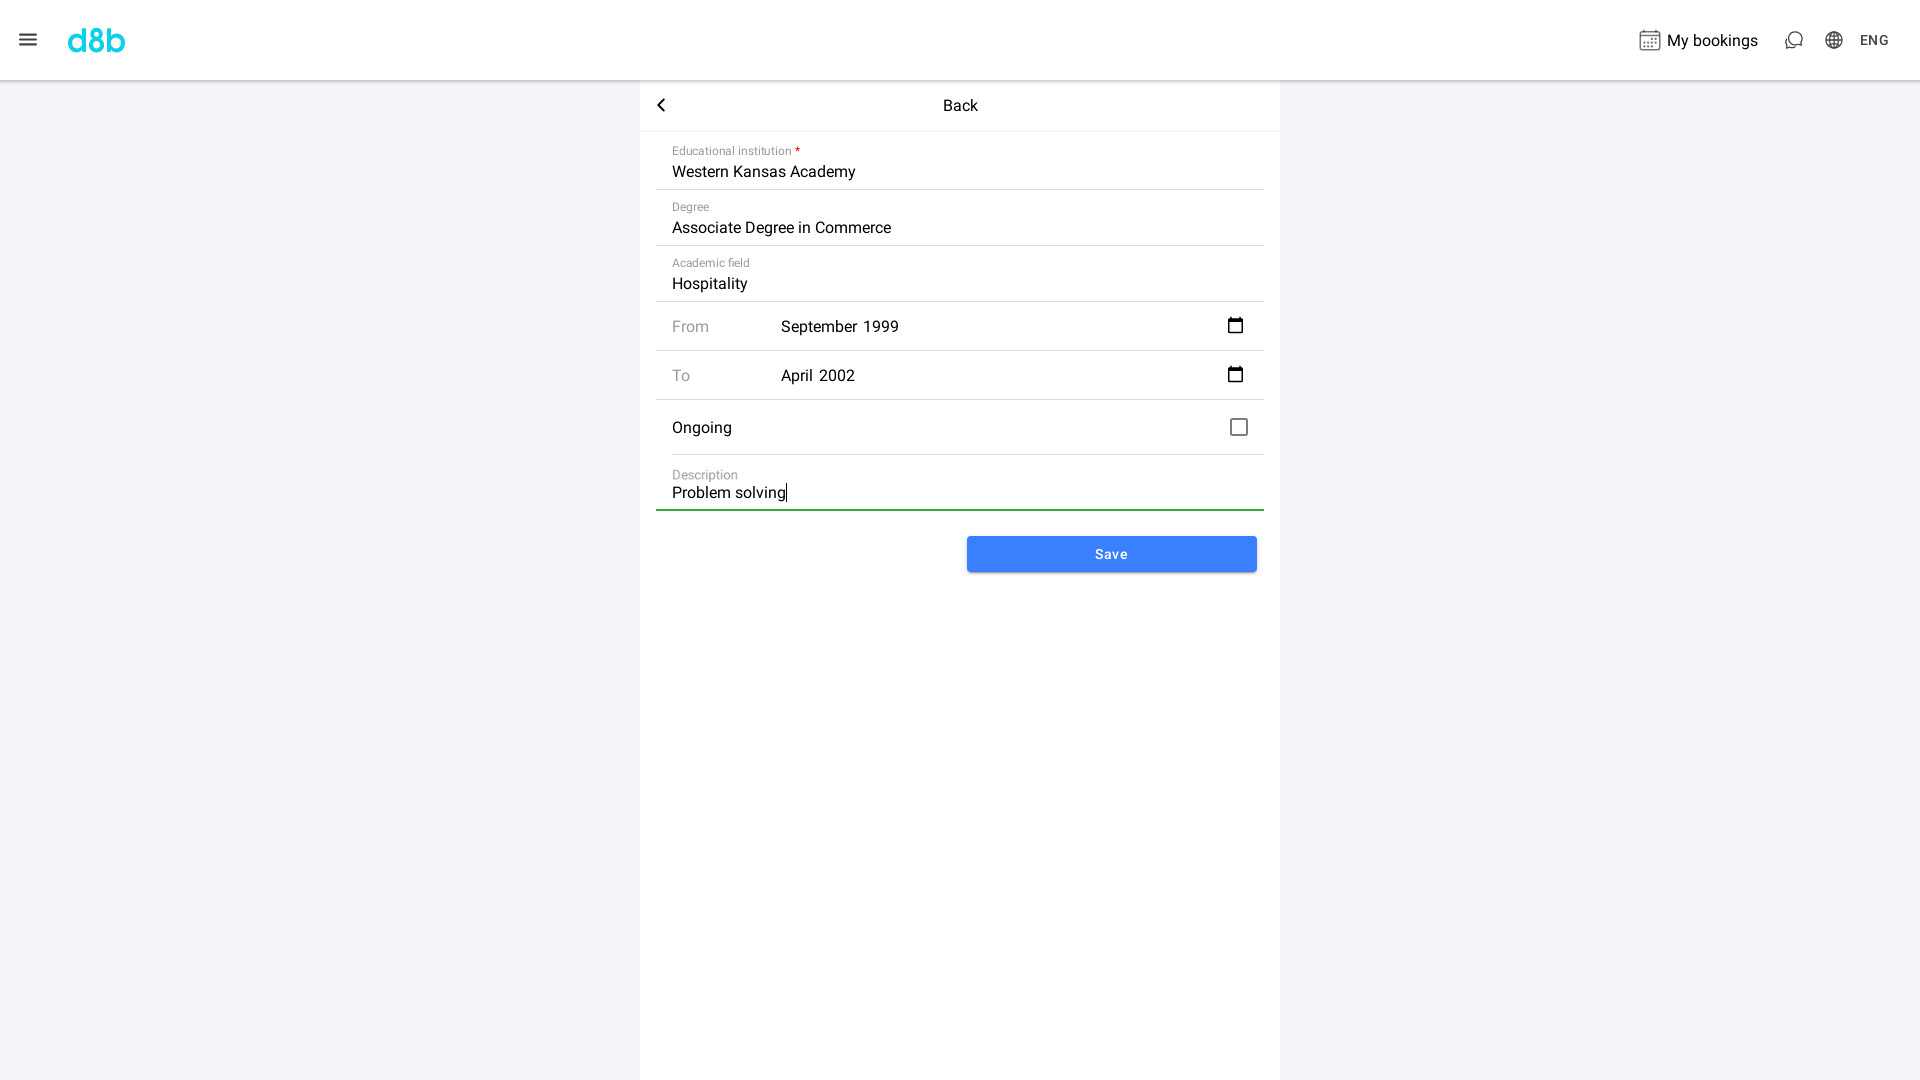 d8b
My bookings
ENG
Back
Educational institution *
Western Kansas Academy
Degree
Associate Degree in Commerce
Academic field
Hospitality
From September 1999
To April 2002
Ongoing
Description
Problem solving
Save